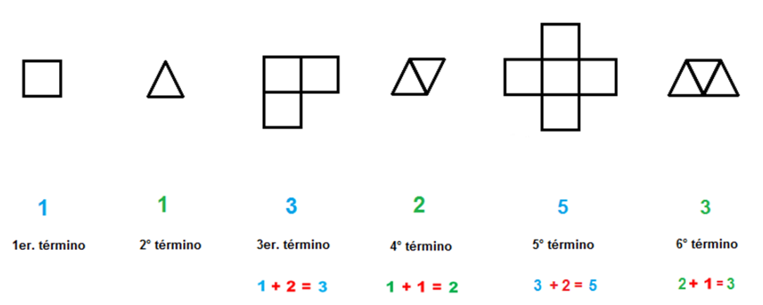 1 1 3 2 5 3
1er. término 2° término 3er. término 4° término 5° término 6° término
1 + 2 = 3 1 + 1 = 2 3 + 2 = 5 2 + 1 = 3